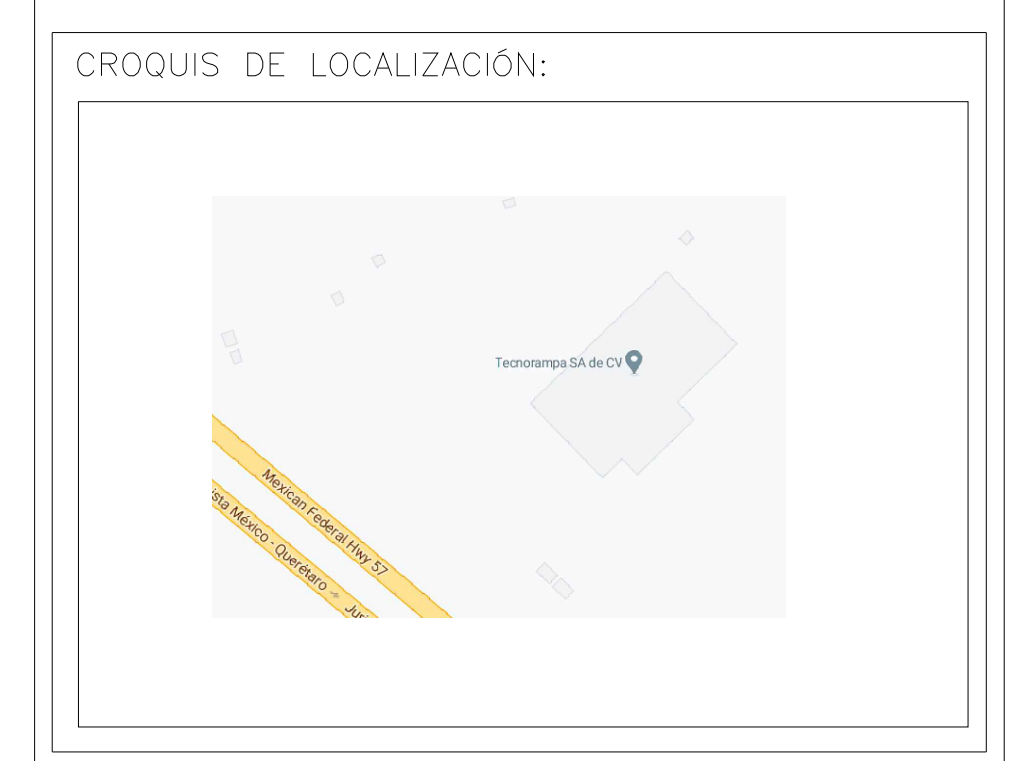 CROQUIS DE LOCALIZACIÓN:
Tecnorampa SA de CV
Mexican Federal Hwy 57
ista México - Querétaro